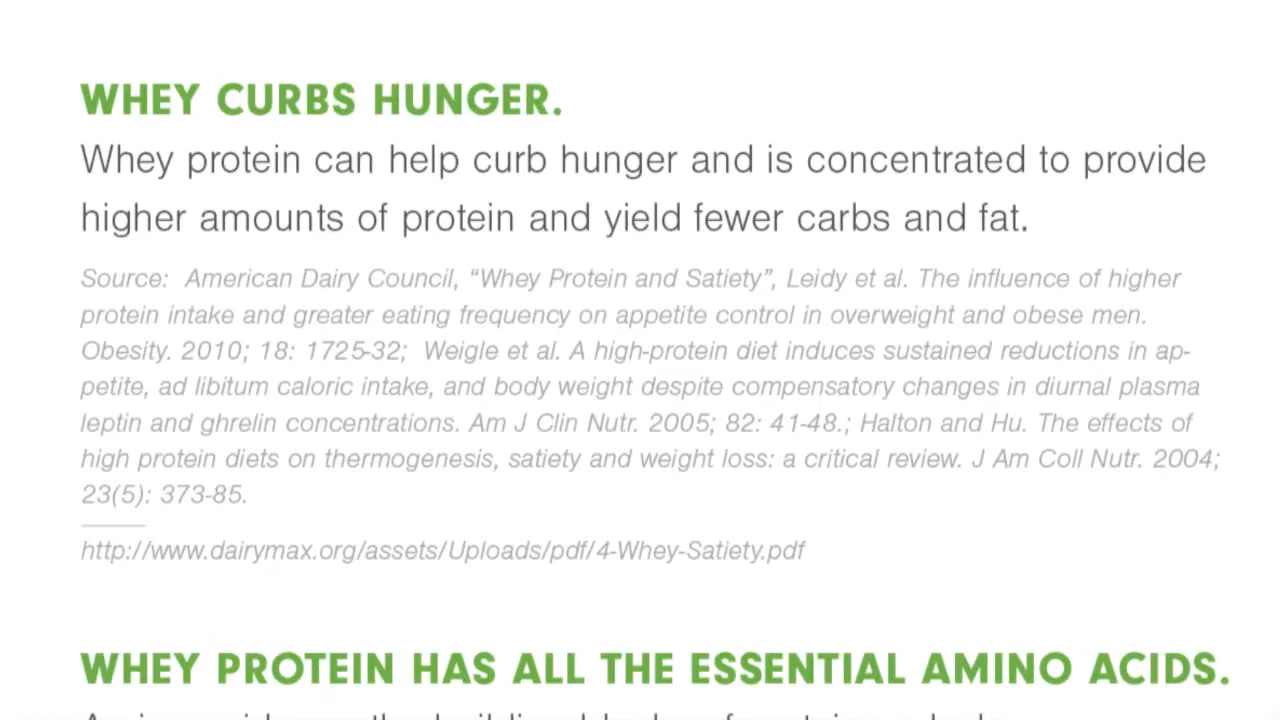 WHEY CURBS HUNGER.
Whey protein can help curb hunger and is concentrated to provide
higher amounts of protein and yield fewer carbs and fat.
Source:  American Dairy Council, “Whey Protein and Satiety”, Leidy et al. The influence of higher
protein intake and greater eating frequency on appetite control in overweight and obese men.
Obesity. 2010; 18: 1725-32;  Weigle et al. A high-protein diet induces sustained reductions in ap-
petite, ad libitum caloric intake, and body weight despite compensatory changes in diurnal plasma
leptin and ghrelin concentrations. Am J Clin Nutr. 2005; 82: 41-48.; Halton and Hu. The effects of
high protein diets on thermogenesis, satiety and weight loss: a critical review. J Am Coll Nutr. 2004;
23(5): 373-85.
http://www.dairymax.org/assets/Uploads/pdf/4-Whey-Satiety.pdf
WHEY PROTEIN HAS ALL THE ESSENTIAL AMINO ACIDS.